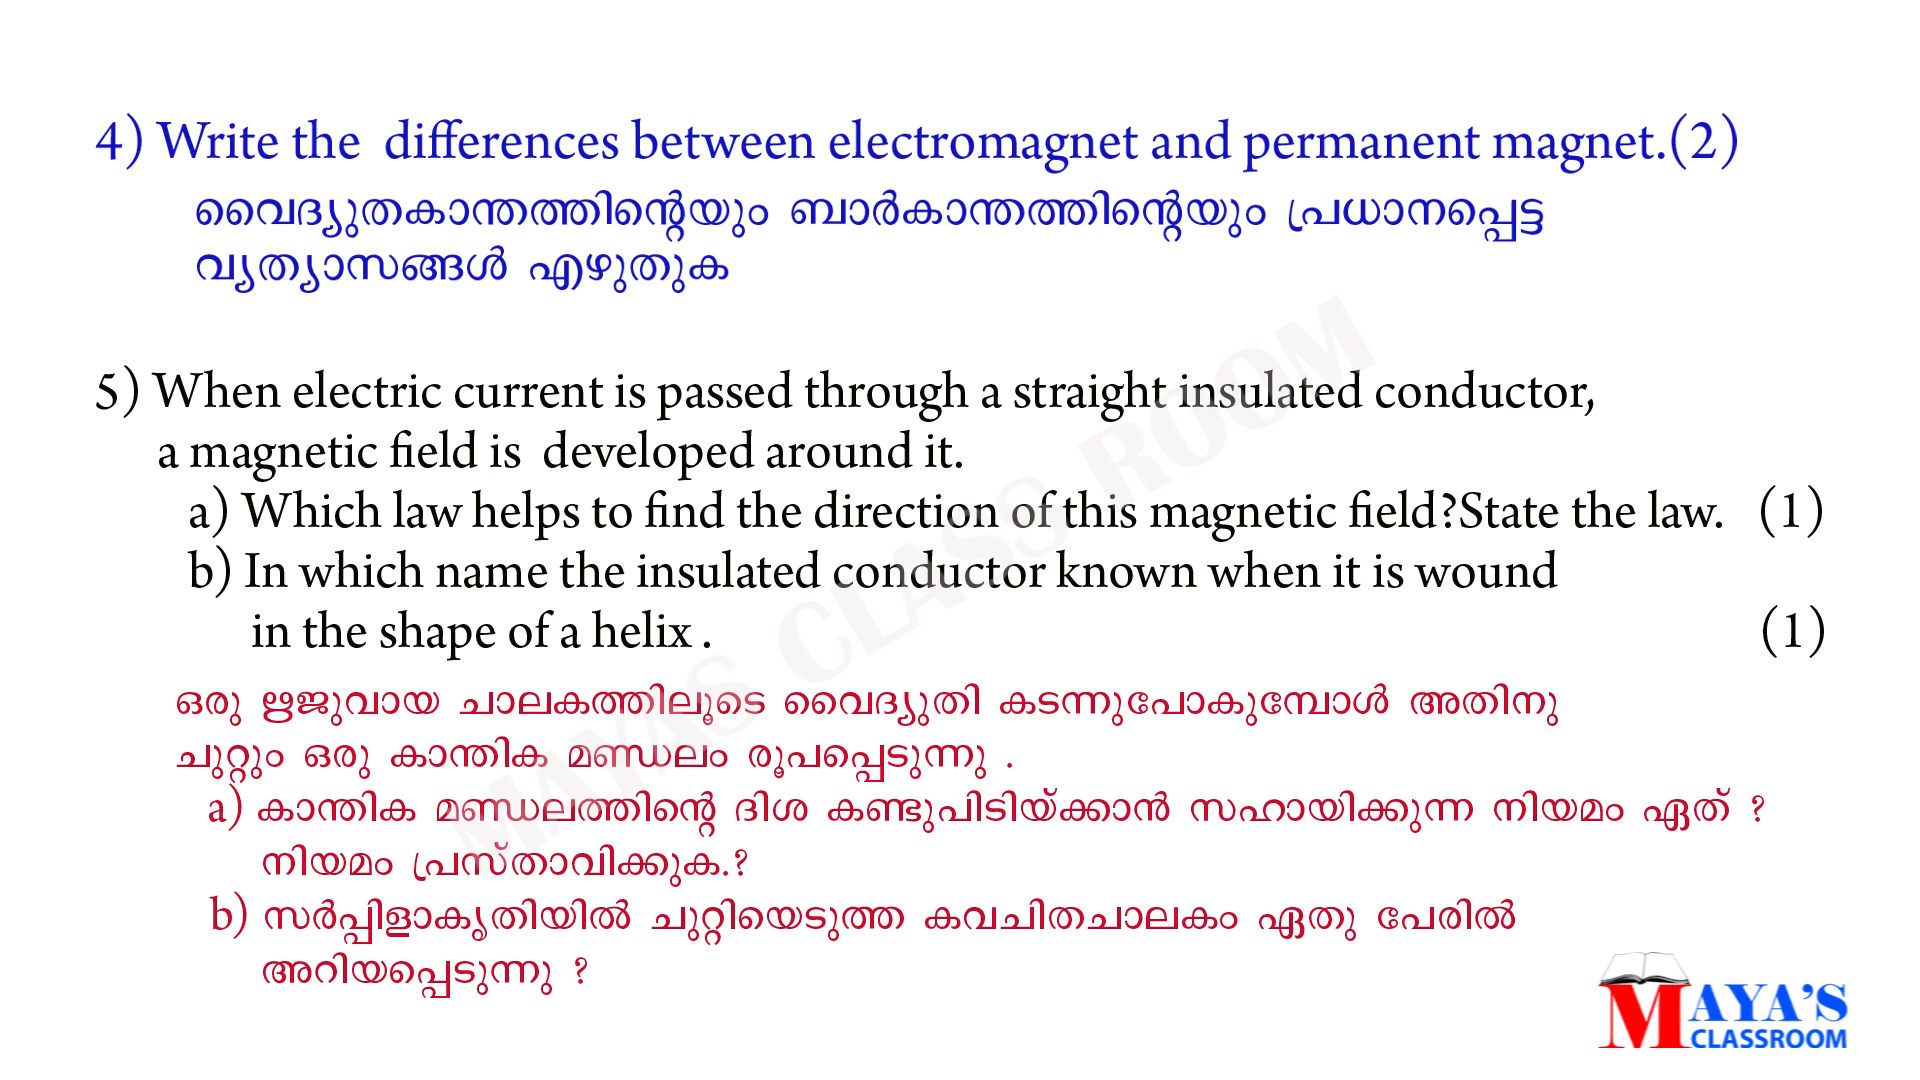 4) Write the differences between electromagnet and permanent magnet.(2)
വൈദ്യുതകാന്തത്തിന്റെയും ബാർകാന്തത്തിന്റെയും പ്രധാനപ്പെട്ട
വ്യത്യാസങ്ങൾ എഴുതുക
5) When electric current is passed through a straight insulated conductor,
a magnetic field is developed around it.
a) Which law helps to find the direction of this magnetic field?State the law. (1)
b) In which name the insulated conductor known when it is wound
in the shape of a helix . (1)
ഒരു ഋജുവായ ചാലകത്തിലൂടെ വൈദ്യുതി കടന്നുപോകുമ്പോൾ അതിനു
ചുറ്റും ഒരു കാന്തിക മണ്ഡലം രൂപപ്പെടുന്നു .
a) കാന്തിക മണ്ഡലത്തിന്റെ ദിശ കണ്ടുപിടിയ്ക്കാൻ സഹായിക്കുന്ന നിയമം ഏത് ?
നിയമം പ്രസ്താവിക്കുക.?
b) സർപ്പിളാകൃതിയിൽ ചുറ്റിയെടുത്ത കവചിതചാലകം ഏതു പേരിൽ
അറിയപ്പെടുന്നു ?
MAYAS CLASS ROOM
MAYA'S
CLASSROOM